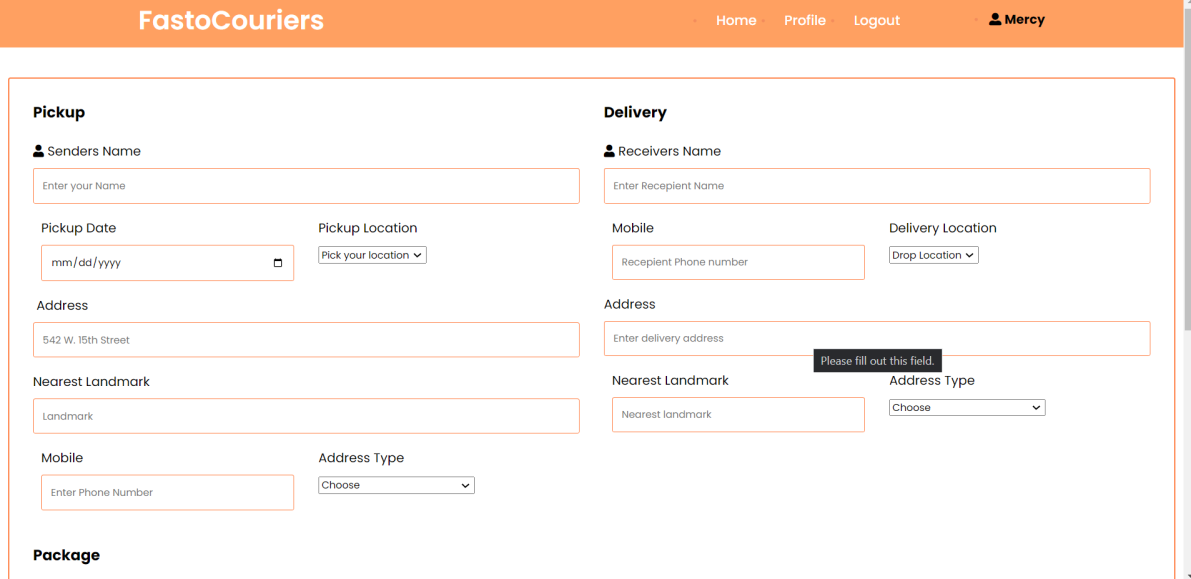 FastoCouriers
Home Profile Logout Mercy
Pickup
Senders Name
Enter your Name
Pickup Date Pickup Location
mm/dd/yyyy Pick your location
Address
542 W. 15th Street
Nearest Landmark
Landmark
Mobile Address Type
Enter Phone Number Choose
Delivery
Receivers Name
Enter Recepient Name
Mobile Delivery Location
Recepient Phone number Drop Location
Address
Enter delivery address
Please fill out this field.
Nearest Landmark Address Type
Nearest landmark Choose
Package